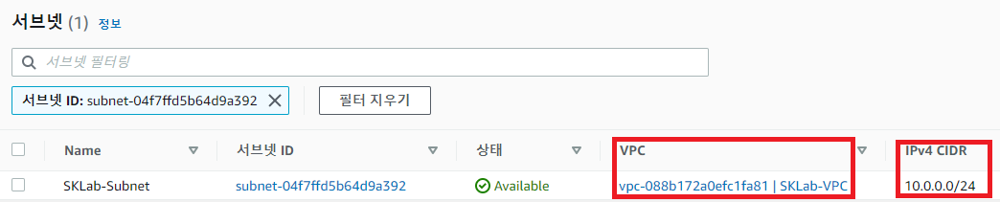 서브넷 (1) 정보
서브넷 필터링
서브넷 ID: subnet-04f7ffd5b64d9a392 필터 지우기
Name 서브넷 ID 상태 VPC IPv4 CIDR
SKLab-Subnet subnet-04f7ffd5b64d9a392 Available vpc-088b172a0efc1fa81 | SKLab-VPC 10.0.0.0/24